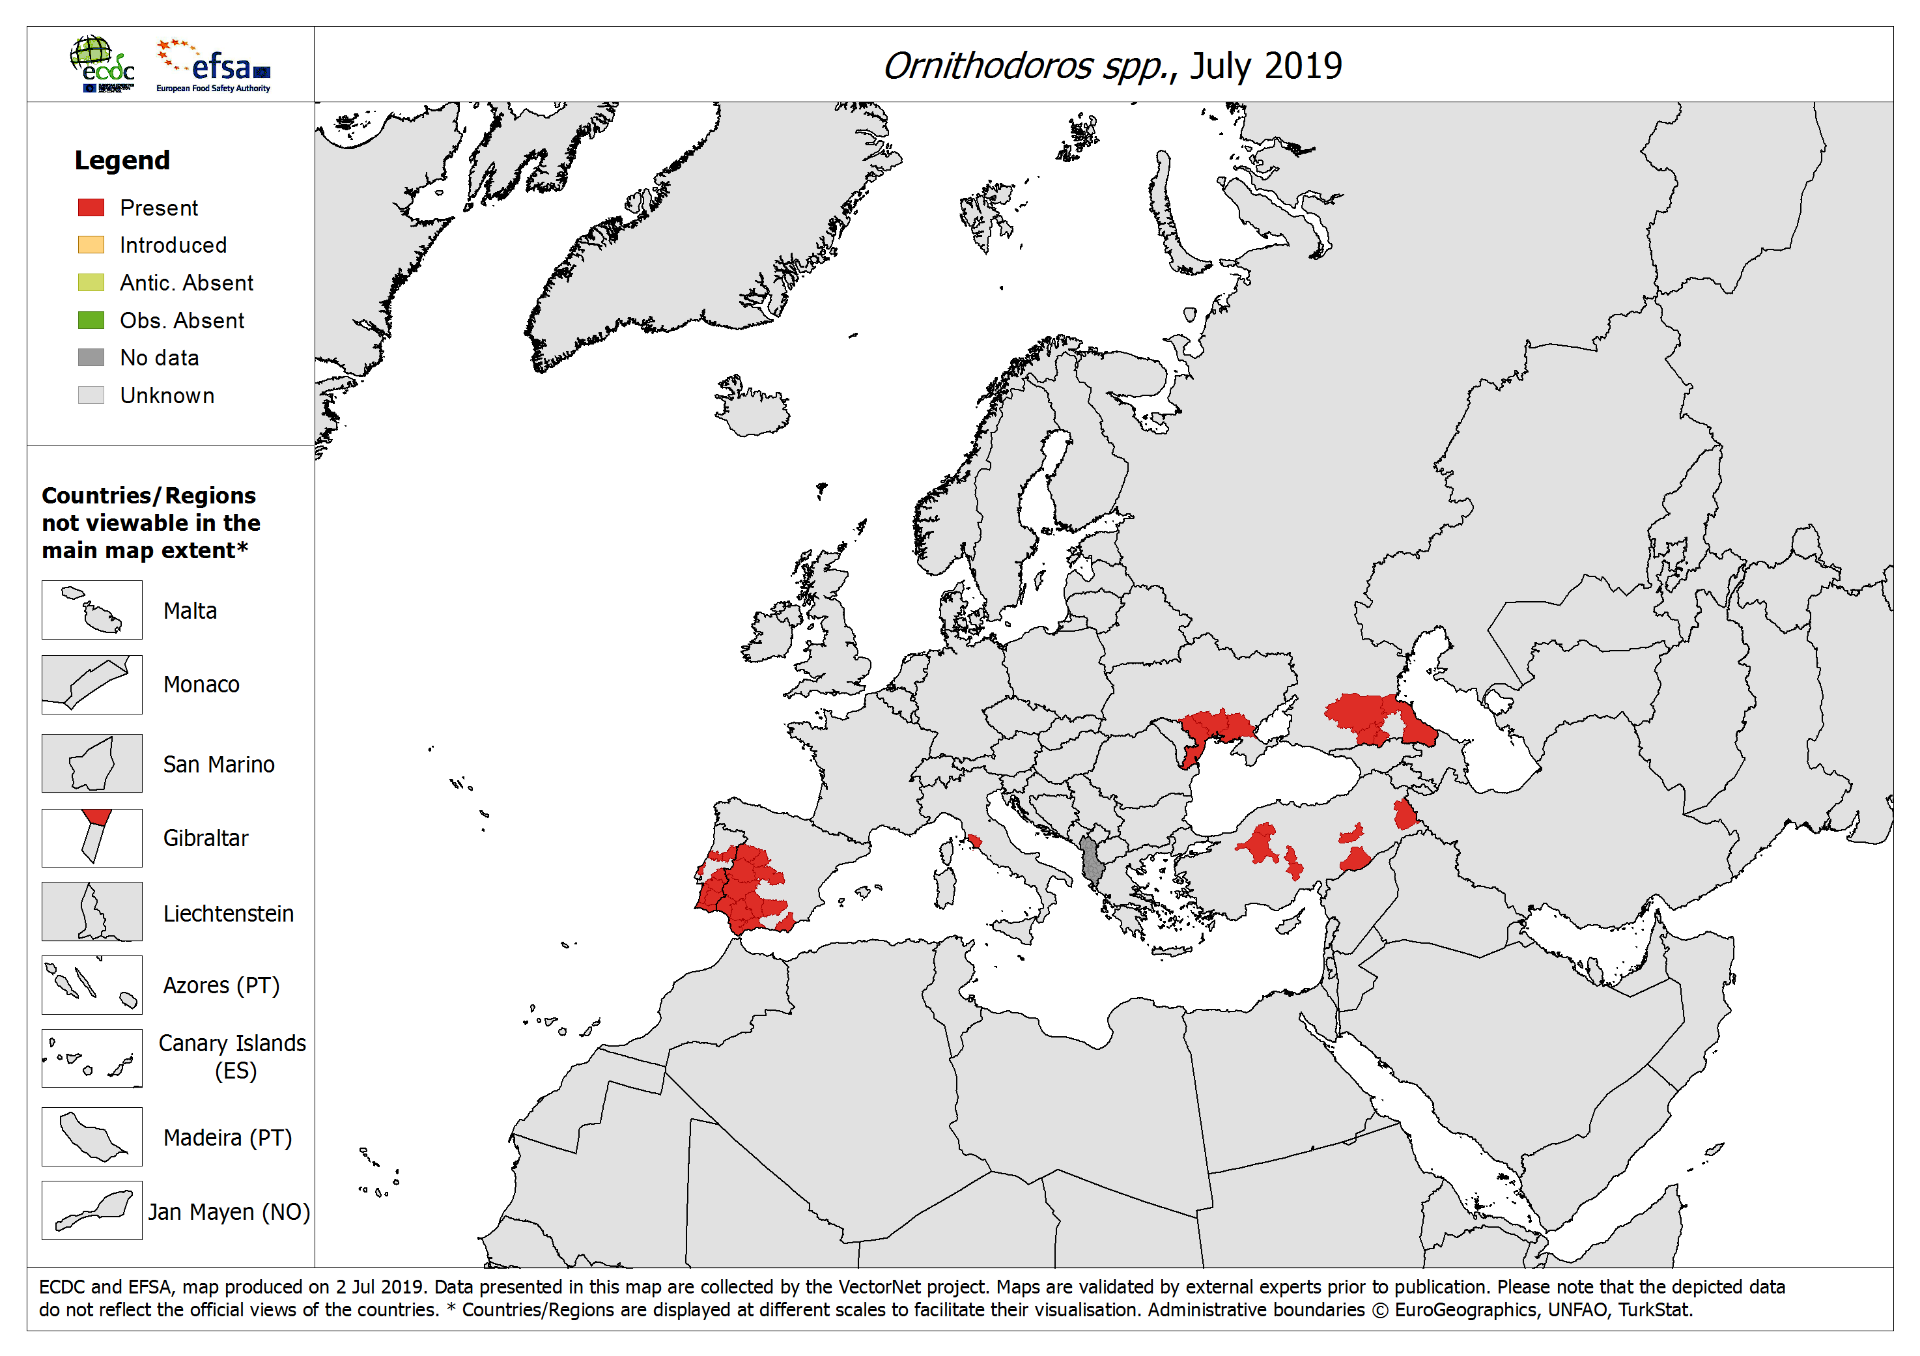 ecdc
efsa
European Food Safety Authority
Ornithodoros spp., July 2019
Legend
Present
Introduced
Antic. Absent
Obs. Absent
No data
Unknown
Countries/Regions
not viewable in the
main map extent*
Malta
Monaco
San Marino
Gibraltar
Liechtenstein
Azores (PT)
Canary Islands
(ES)
Madeira (PT)
Jan Mayen (NO)
ECDC and EFSA, map produced on 2 Jul 2019. Data presented in this map are collected by the VectorNet project. Maps are validated by external experts prior to publication. Please note that the depicted data
do not reflect the official views of the countries. * Countries/Regions are displayed at different scales to facilitate their visualisation. Administrative boundaries © EuroGeographics, UNFAO, TurkStat.